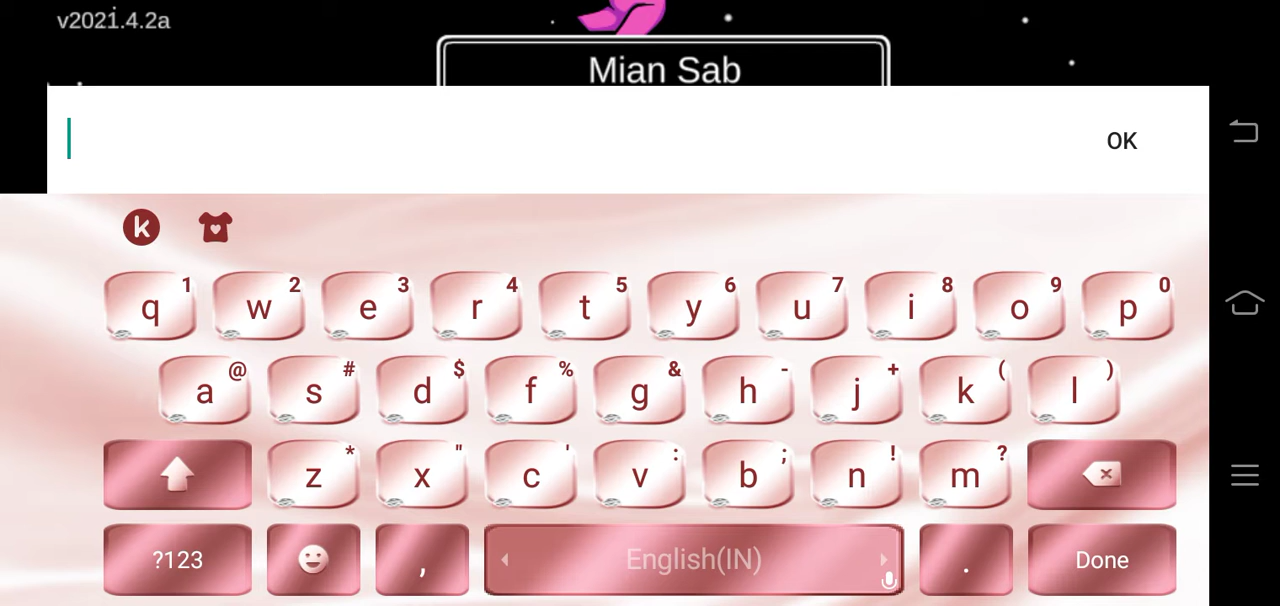 v2021.4.2a
Mian Sab
OK
k
q 1 w 2 e 3 r 4 t 5 y 6 u 7 i 8 o 9 p 0
a @ s # d $ f % g & h - j + k ( l )
z * x " c ' v : b ; n ! m ?
?123 , English(IN) . Done